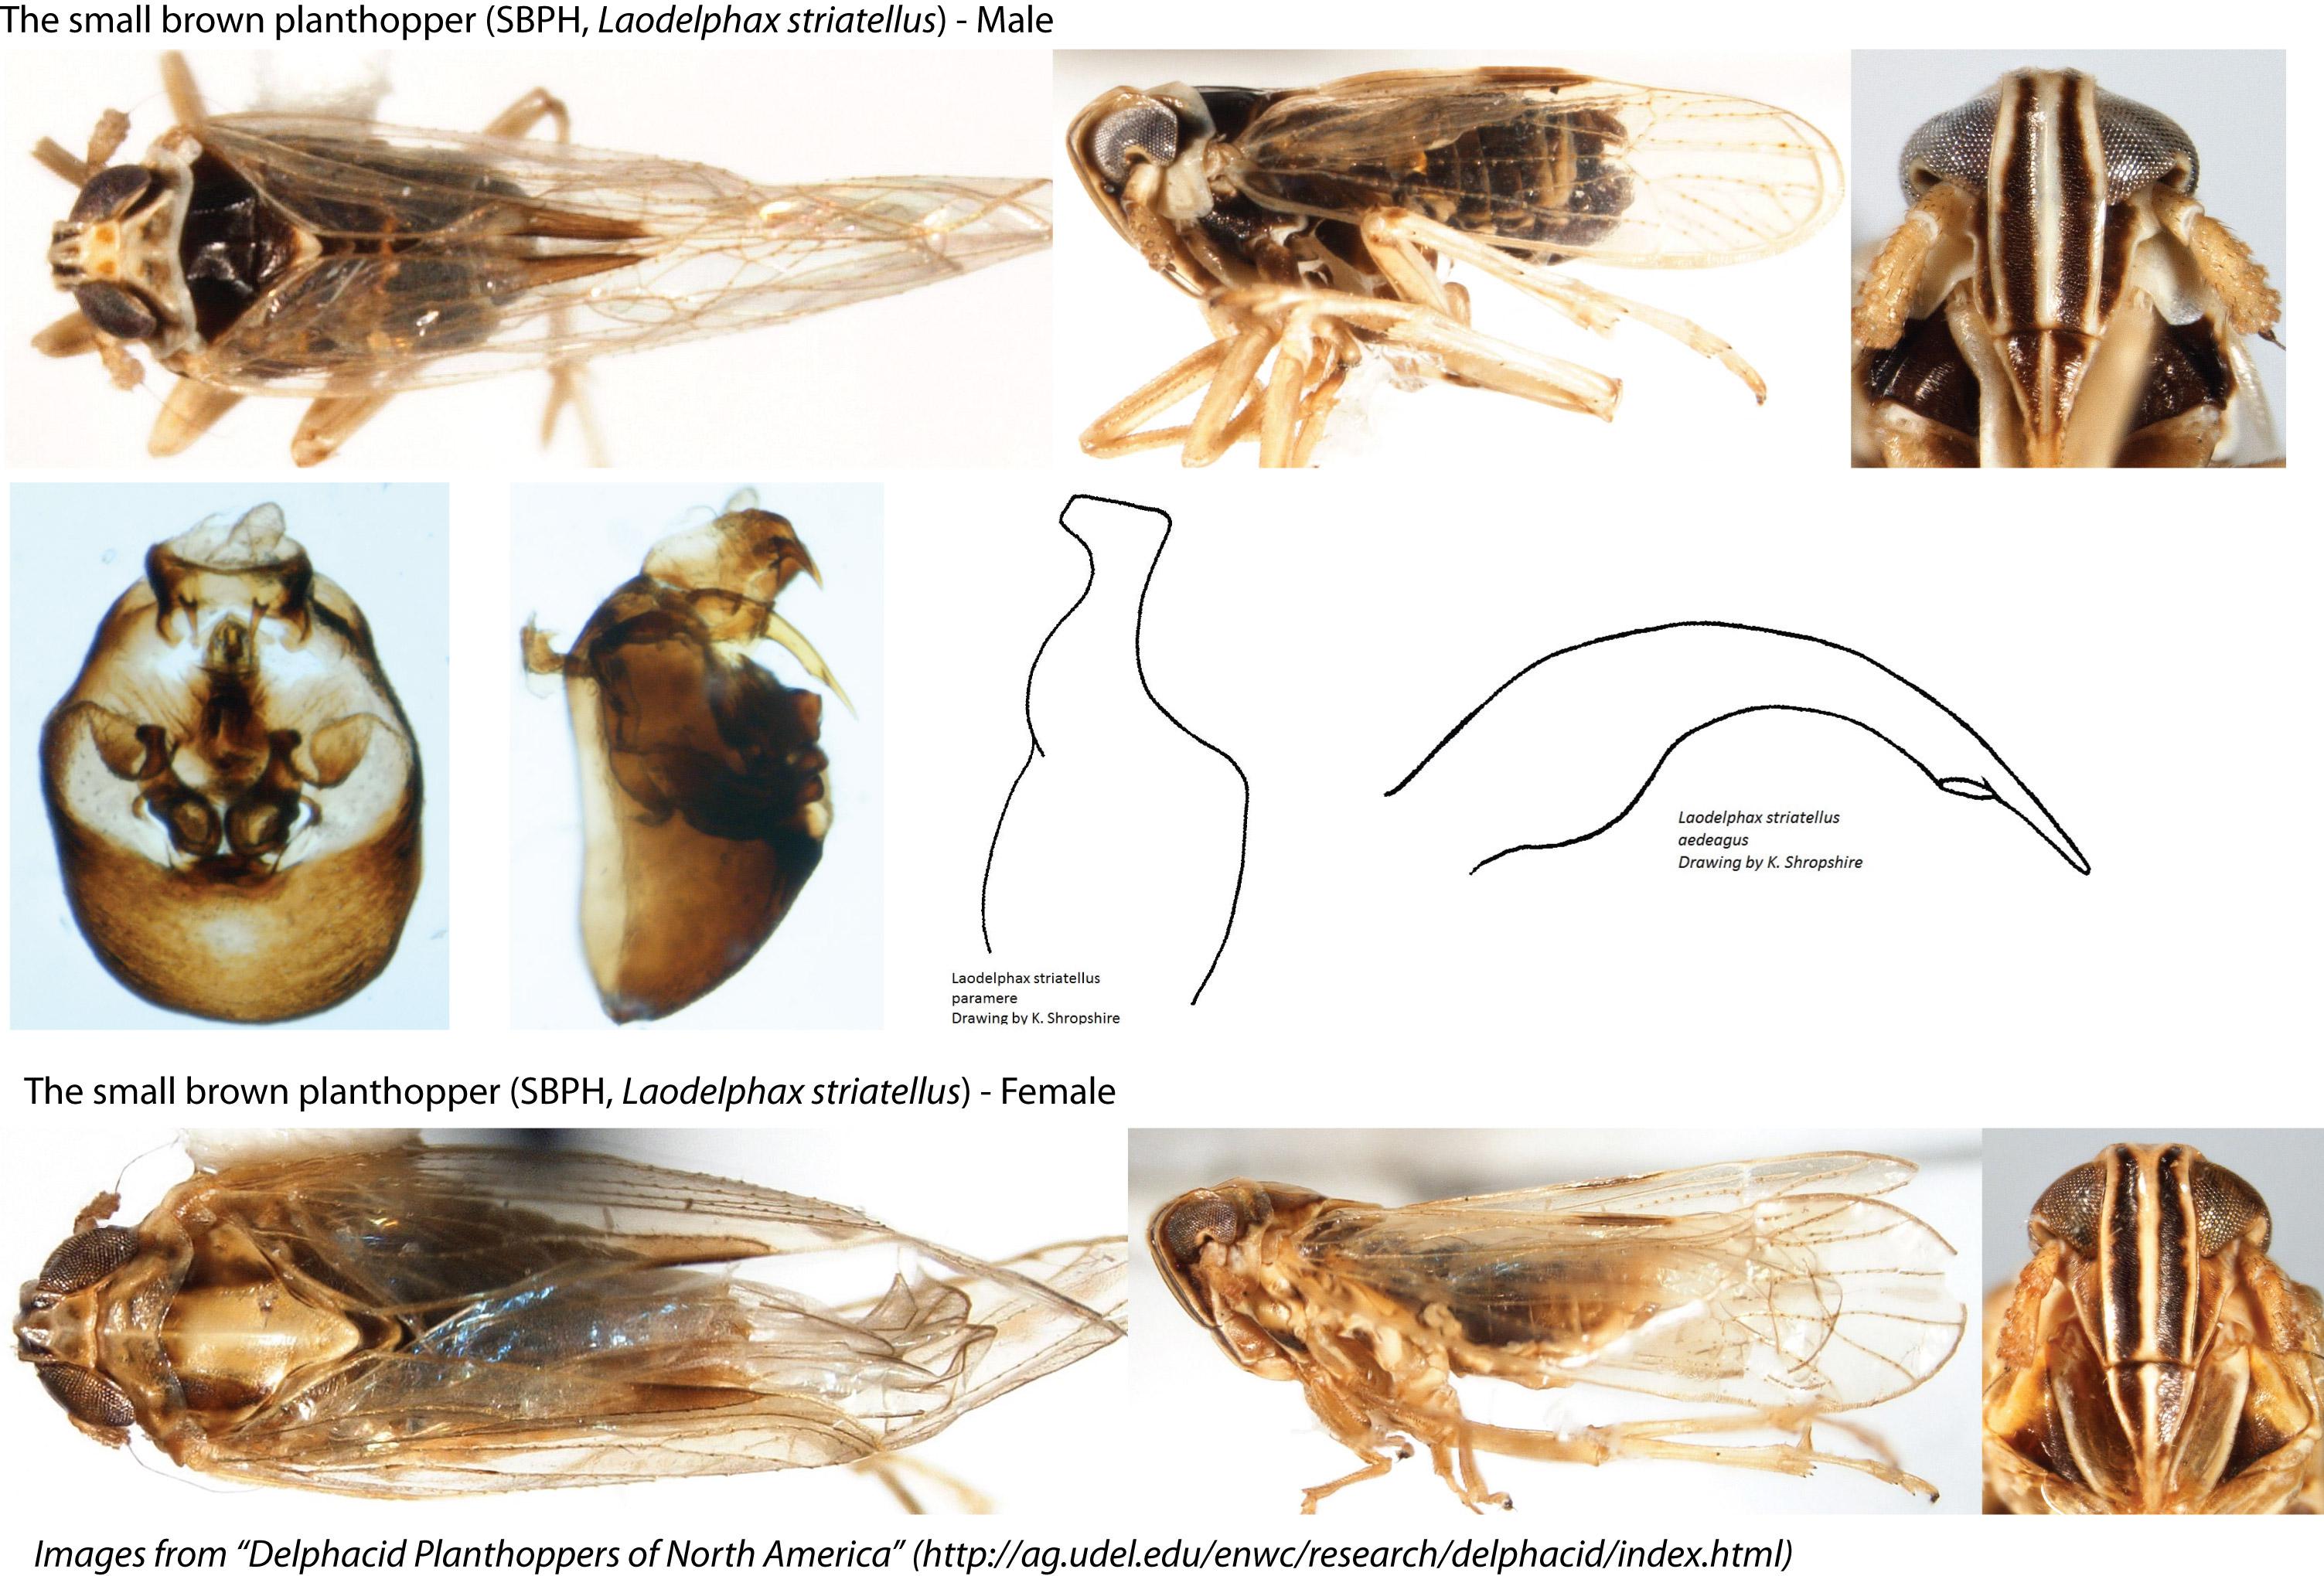 The small brown planthopper (SBPH, Laodelphax striatellus) - Male
Laodelphax striatellus
paramere
Drawing by K. Shropshire
Laodelphax striatellus
aedeagus
Drawing by K. Shropshire
The small brown planthopper (SBPH, Laodelphax striatellus) - Female
Images from “Delphacid Planthoppers of North America” (http://ag.udel.edu/enwc/research/delphacid/index.html)